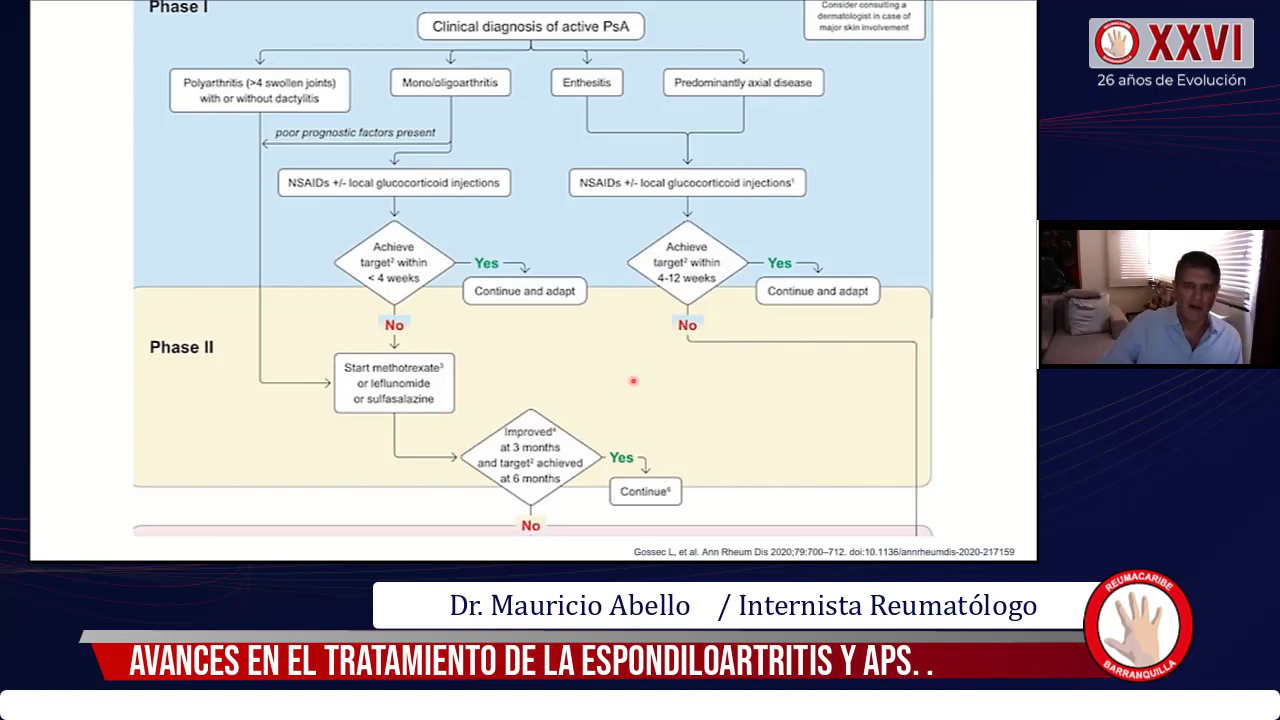 Phase I
Clinical diagnosis of active PsA
Consider consulting a
dermatologist in case of
major skin involvement
Polyarthritis (>4 swollen joints)
with or without dactylitis
Mono/oligoarthritis
Enthesitis
Predominantly axial disease
poor prognostic factors present
NSAIDs +/- local glucocorticoid injections
NSAIDs +/- local glucocorticoid injections¹
Achieve
target² within
< 4 weeks
Yes
Continue and adapt
Achieve
target² within
4-12 weeks
Yes
Continue and adapt
No
No
Phase II
Start methotrexate³
or leflunomide
or sulfasalazine
Improved⁴
at 3 months
and target² achieved
at 6 months
Yes
Continue⁶
No
Gossec L, et al. Ann Rheum Dis 2020;79:700–712. doi:10.1136/annrheumdis-2020-217159
REUMACARIBE
BARRANQUILLA
XXVI
26 años de Evolución
Dr. Mauricio Abello / Internista Reumatólogo
AVANCES EN EL TRATAMIENTO DE LA ESPONDILOARTRITIS Y APS. .
REUMACARIBE
BARRANQUILLA